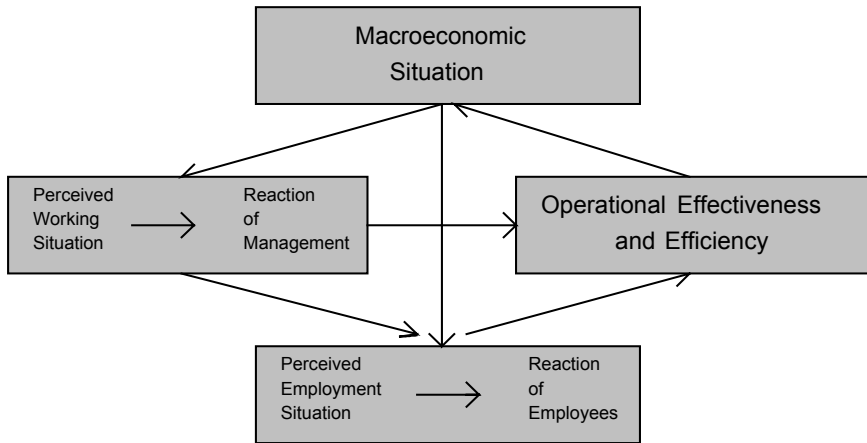 Macroeconomic
Situation
Perceived
Working
Situation
Reaction
of
Management
Operational Effectiveness
and Efficiency
Perceived
Employment
Situation
Reaction
of
Employees